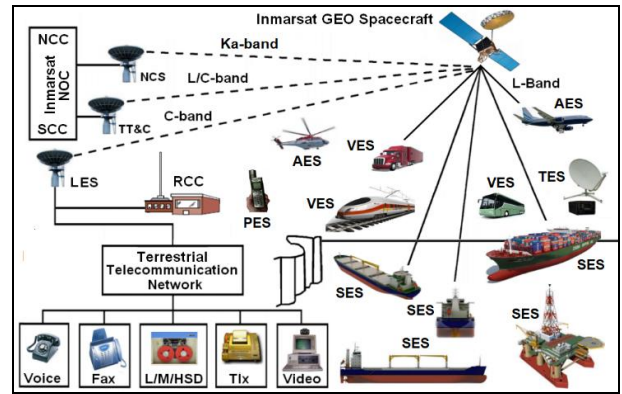 Inmarsat GEO Spacecraft
NCC
Inmarsat
NOC
SCC
NCS
TT&C
Ka-band
L/C-band
C-band
L-Band
AES
AES
VES
LES
RCC
PES
VES
VES
TES
Terrestrial
Telecommunication
Network
SES
SES
SES
SES
SES
Voice
Fax
L/M/HSD
Tlx
Video